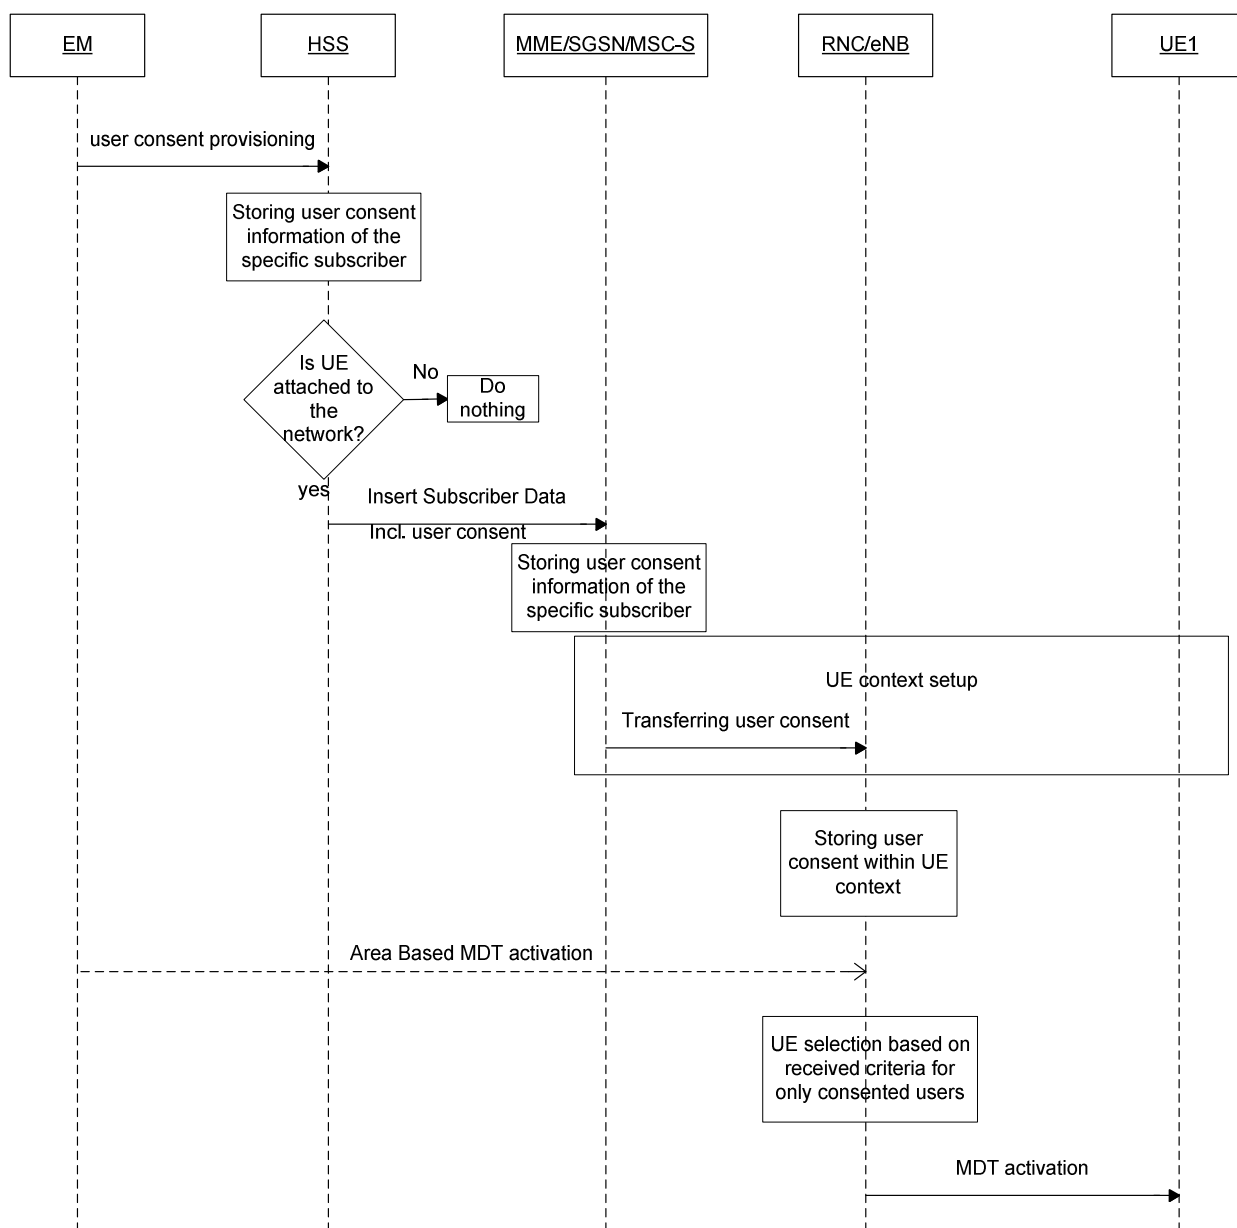 EM
HSS
MME/SGSN/MSC-S
RNC/eNB
UE1
user consent provisioning
Storing user consent
information of the
specific subscriber
Is UE
attached to
the
network?
No
Do
nothing
yes
Insert Subscriber Data
Incl. user consent
Storing user consent
information of the
specific subscriber
UE context setup
Transferring user consent
Storing user
consent within UE
context
Area Based MDT activation
UE selection based on
received criteria for
only consented users
MDT activation